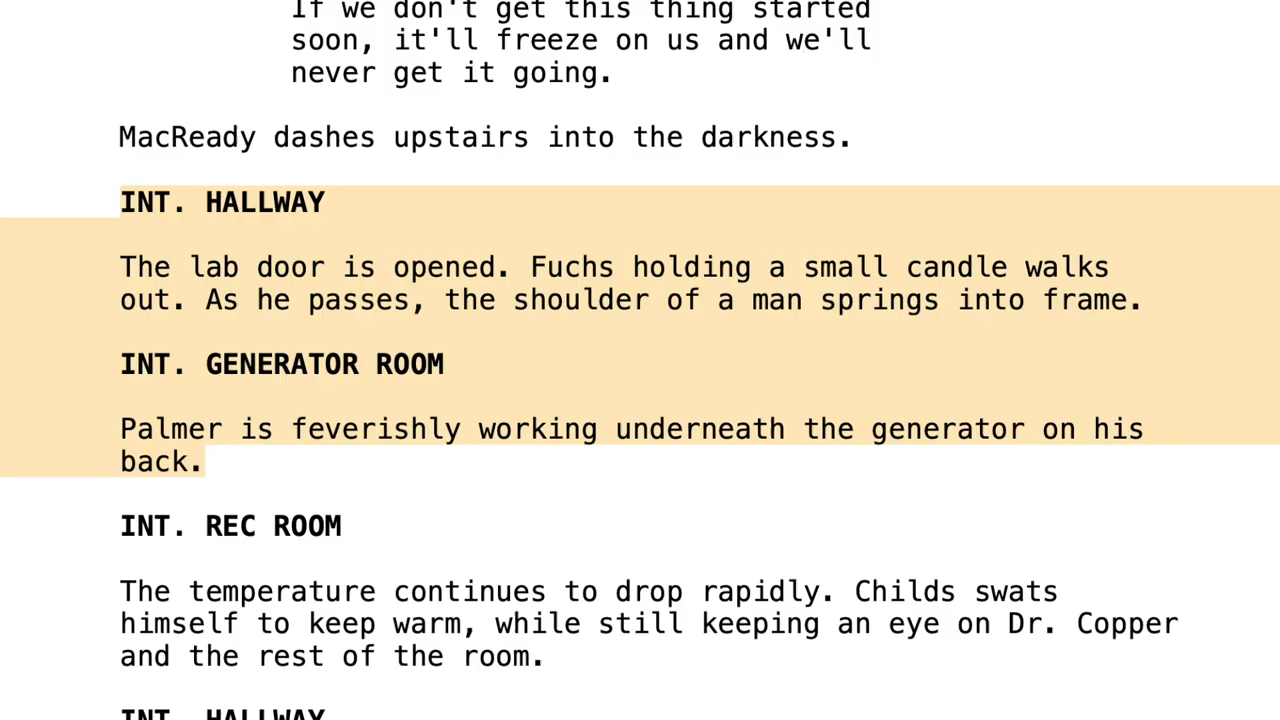 If we don't get this thing started
soon, it'll freeze on us and we'll
never get it going.
MacReady dashes upstairs into the darkness.
INT. HALLWAY
The lab door is opened. Fuchs holding a small candle walks
out. As he passes, the shoulder of a man springs into frame.
INT. GENERATOR ROOM
Palmer is feverishly working underneath the generator on his
back.
INT. REC ROOM
The temperature continues to drop rapidly. Childs swats
himself to keep warm, while still keeping an eye on Dr. Copper
and the rest of the room.
INT. HALLWAY